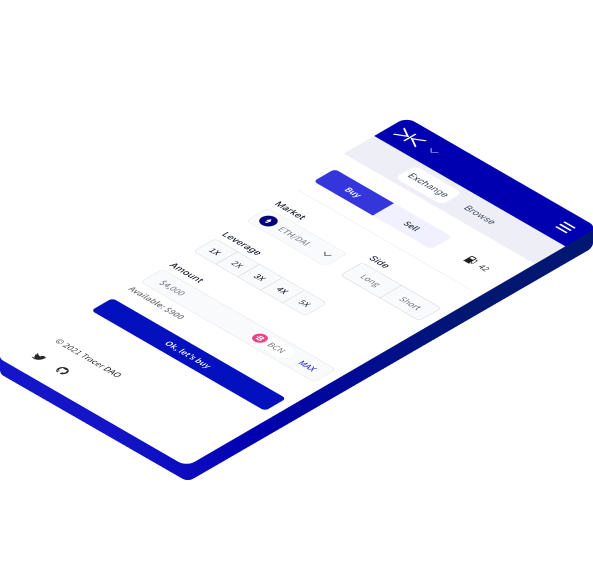 Exchange
Browse
Buy
Sell
42
Market
ETH/DAI
Side
Long
Short
Leverage
1X
2X
3X
4X
5X
Amount
$4,000
BCN
MAX
Available: $900
Ok, let's buy
© 2021 Tracer DAO